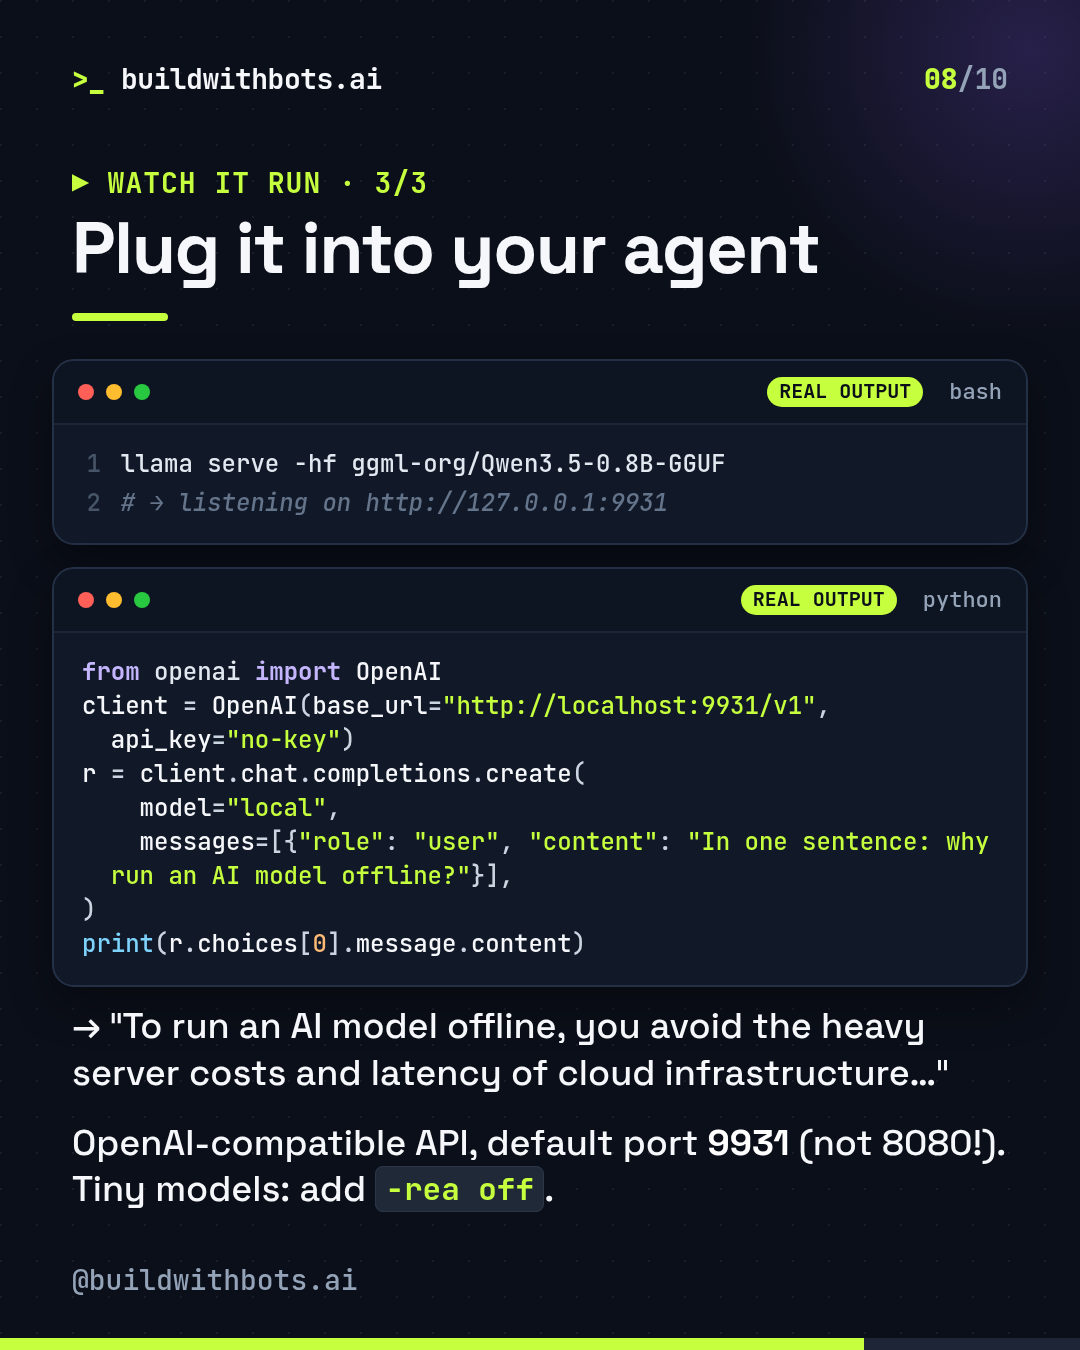 >_ buildwithbots.ai
08/10
▶ WATCH IT RUN · 3/3
Plug it into your agent
REAL OUTPUT bash
1 llama serve -hf ggml-org/Qwen3.5-0.8B-GGUF
2 # → listening on http://127.0.0.1:9931
REAL OUTPUT python
from openai import OpenAI
client = OpenAI(base_url="http://localhost:9931/v1",
  api_key="no-key")
r = client.chat.completions.create(
    model="local",
    messages=[{"role": "user", "content": "In one sentence: why
  run an AI model offline?"}],
)
print(r.choices[0].message.content)
→ "To run an AI model offline, you avoid the heavy
server costs and latency of cloud infrastructure…"
OpenAI-compatible API, default port 9931 (not 8080!).
Tiny models: add -rea off.
@buildwithbots.ai